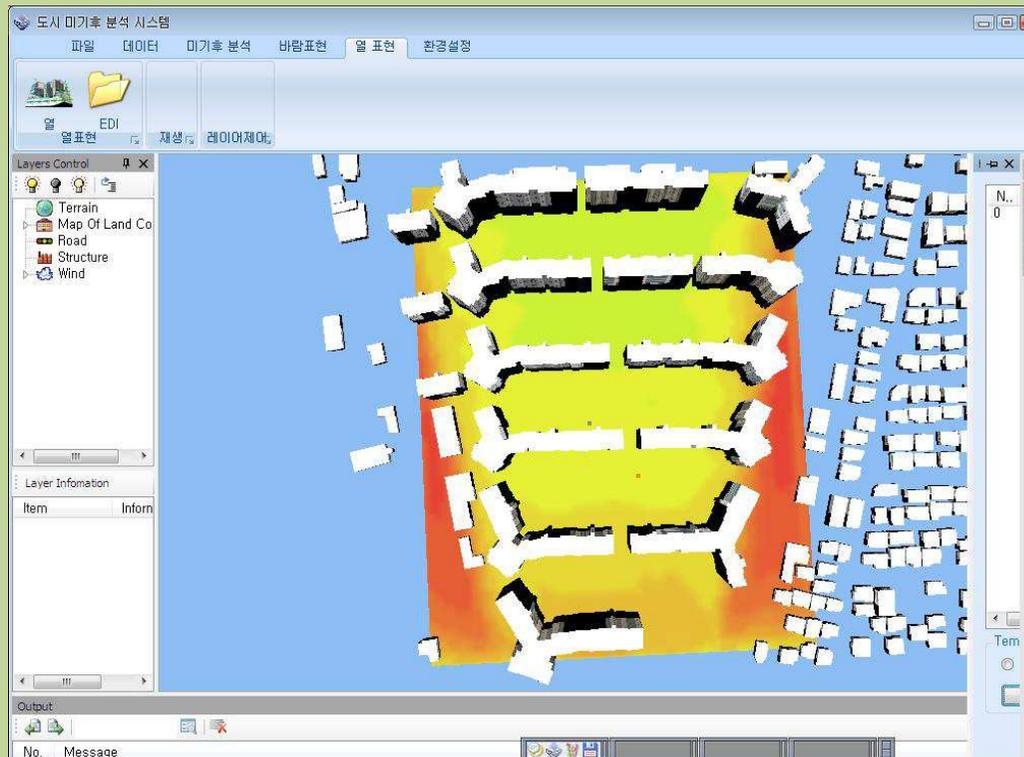 도시 미기후 분석 시스템
파일 데이터 미기후 분석 바람표현 열 표현 환경설정
열 EDI
열표현 재생 레이어제어
Layers Control
Terrain
Map Of Land Co
Road
Structure
Wind
Layer Infomation
Item Inforn
N..
0
Tem
Output
No. Message